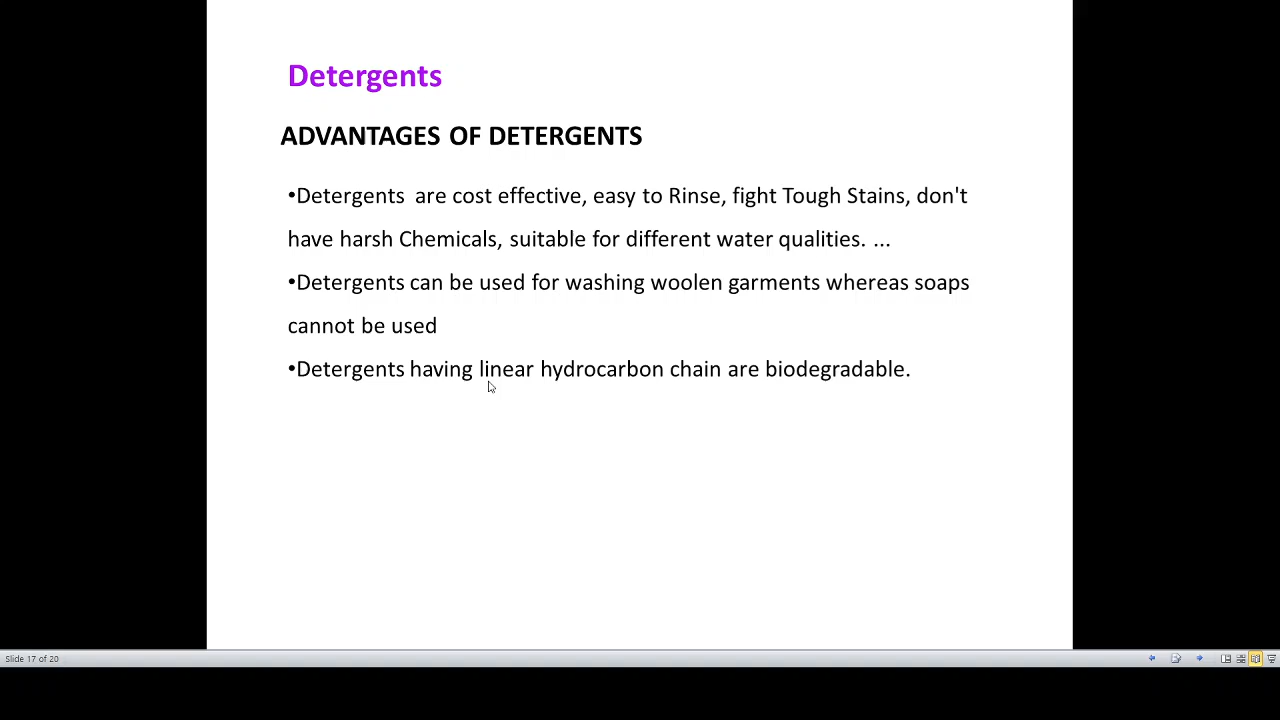 Detergents
ADVANTAGES OF DETERGENTS
•Detergents  are cost effective, easy to Rinse, fight Tough Stains, don't
have harsh Chemicals, suitable for different water qualities. ...
•Detergents can be used for washing woolen garments whereas soaps
cannot be used
•Detergents having linear hydrocarbon chain are biodegradable.
Slide 17 of 20